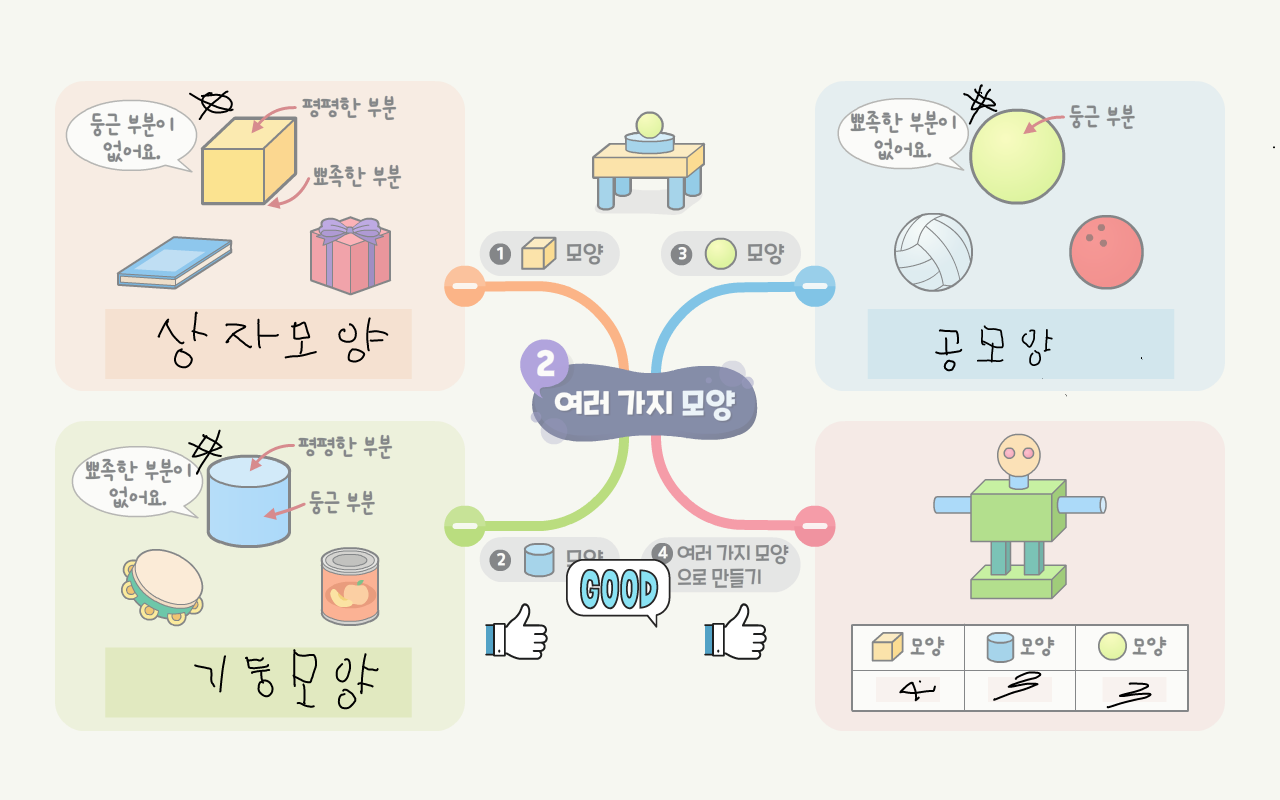 둥근 부분이
없어요.
평평한 부분
뾰족한 부분
상자모양
뾰족한 부분이
없어요.
둥근 부분
공모양
1 모양
3 모양
2
여러 가지 모양
뾰족한 부분이
없어요.
평평한 부분
둥근 부분
기둥모양
2 모양
4 여러 가지 모양
으로 만들기
GOOD
모양 모양 모양
4 3 3